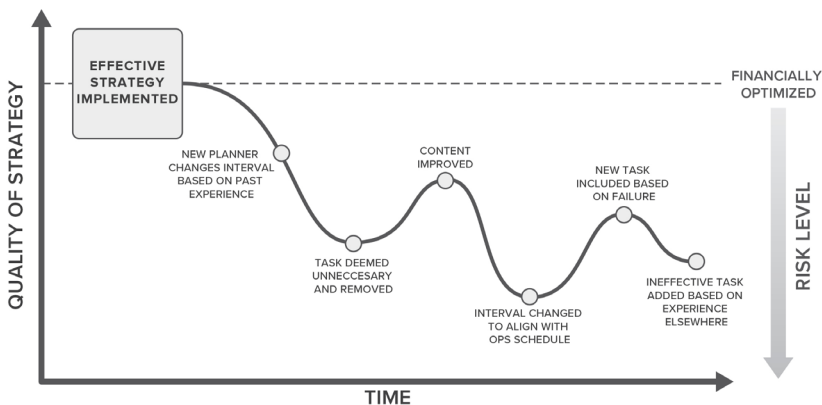 EFFECTIVE
STRATEGY
IMPLEMENTED
FINANCIALLY
OPTIMIZED
QUALITY OF STRATEGY
NEW PLANNER
CHANGES INTERVAL
BASED ON PAST
EXPERIENCE
TASK DEEMED
UNNECCESARY
AND REMOVED
CONTENT
IMPROVED
INTERVAL CHANGED
TO ALIGN WITH
OPS SCHEDULE
NEW TASK
INCLUDED BASED
ON FAILURE
INEFFECTIVE TASK
ADDED BASED ON
EXPERIENCE
ELSEWHERE
RISK LEVEL
TIME